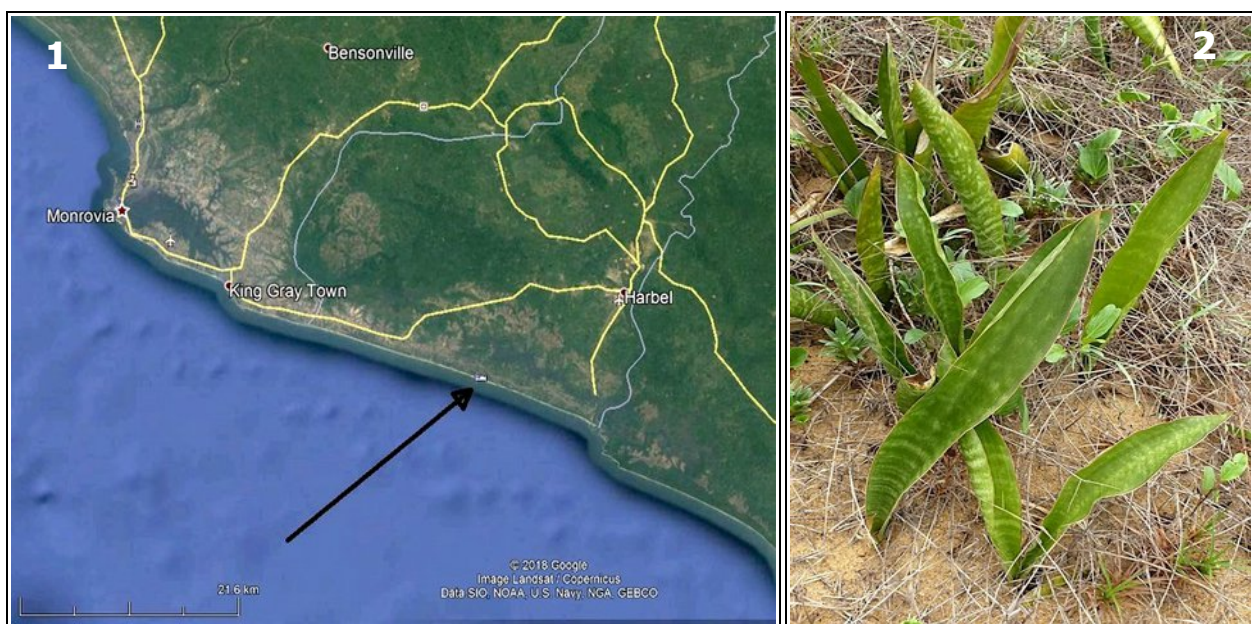 1
Bensonville
Monrovia
King Gray Town
Harbel
© 2018 Google
Image Landsat / Copernicus
Data SIO, NOAA, U.S. Navy, NGA, GEBCO
21.6 km
2